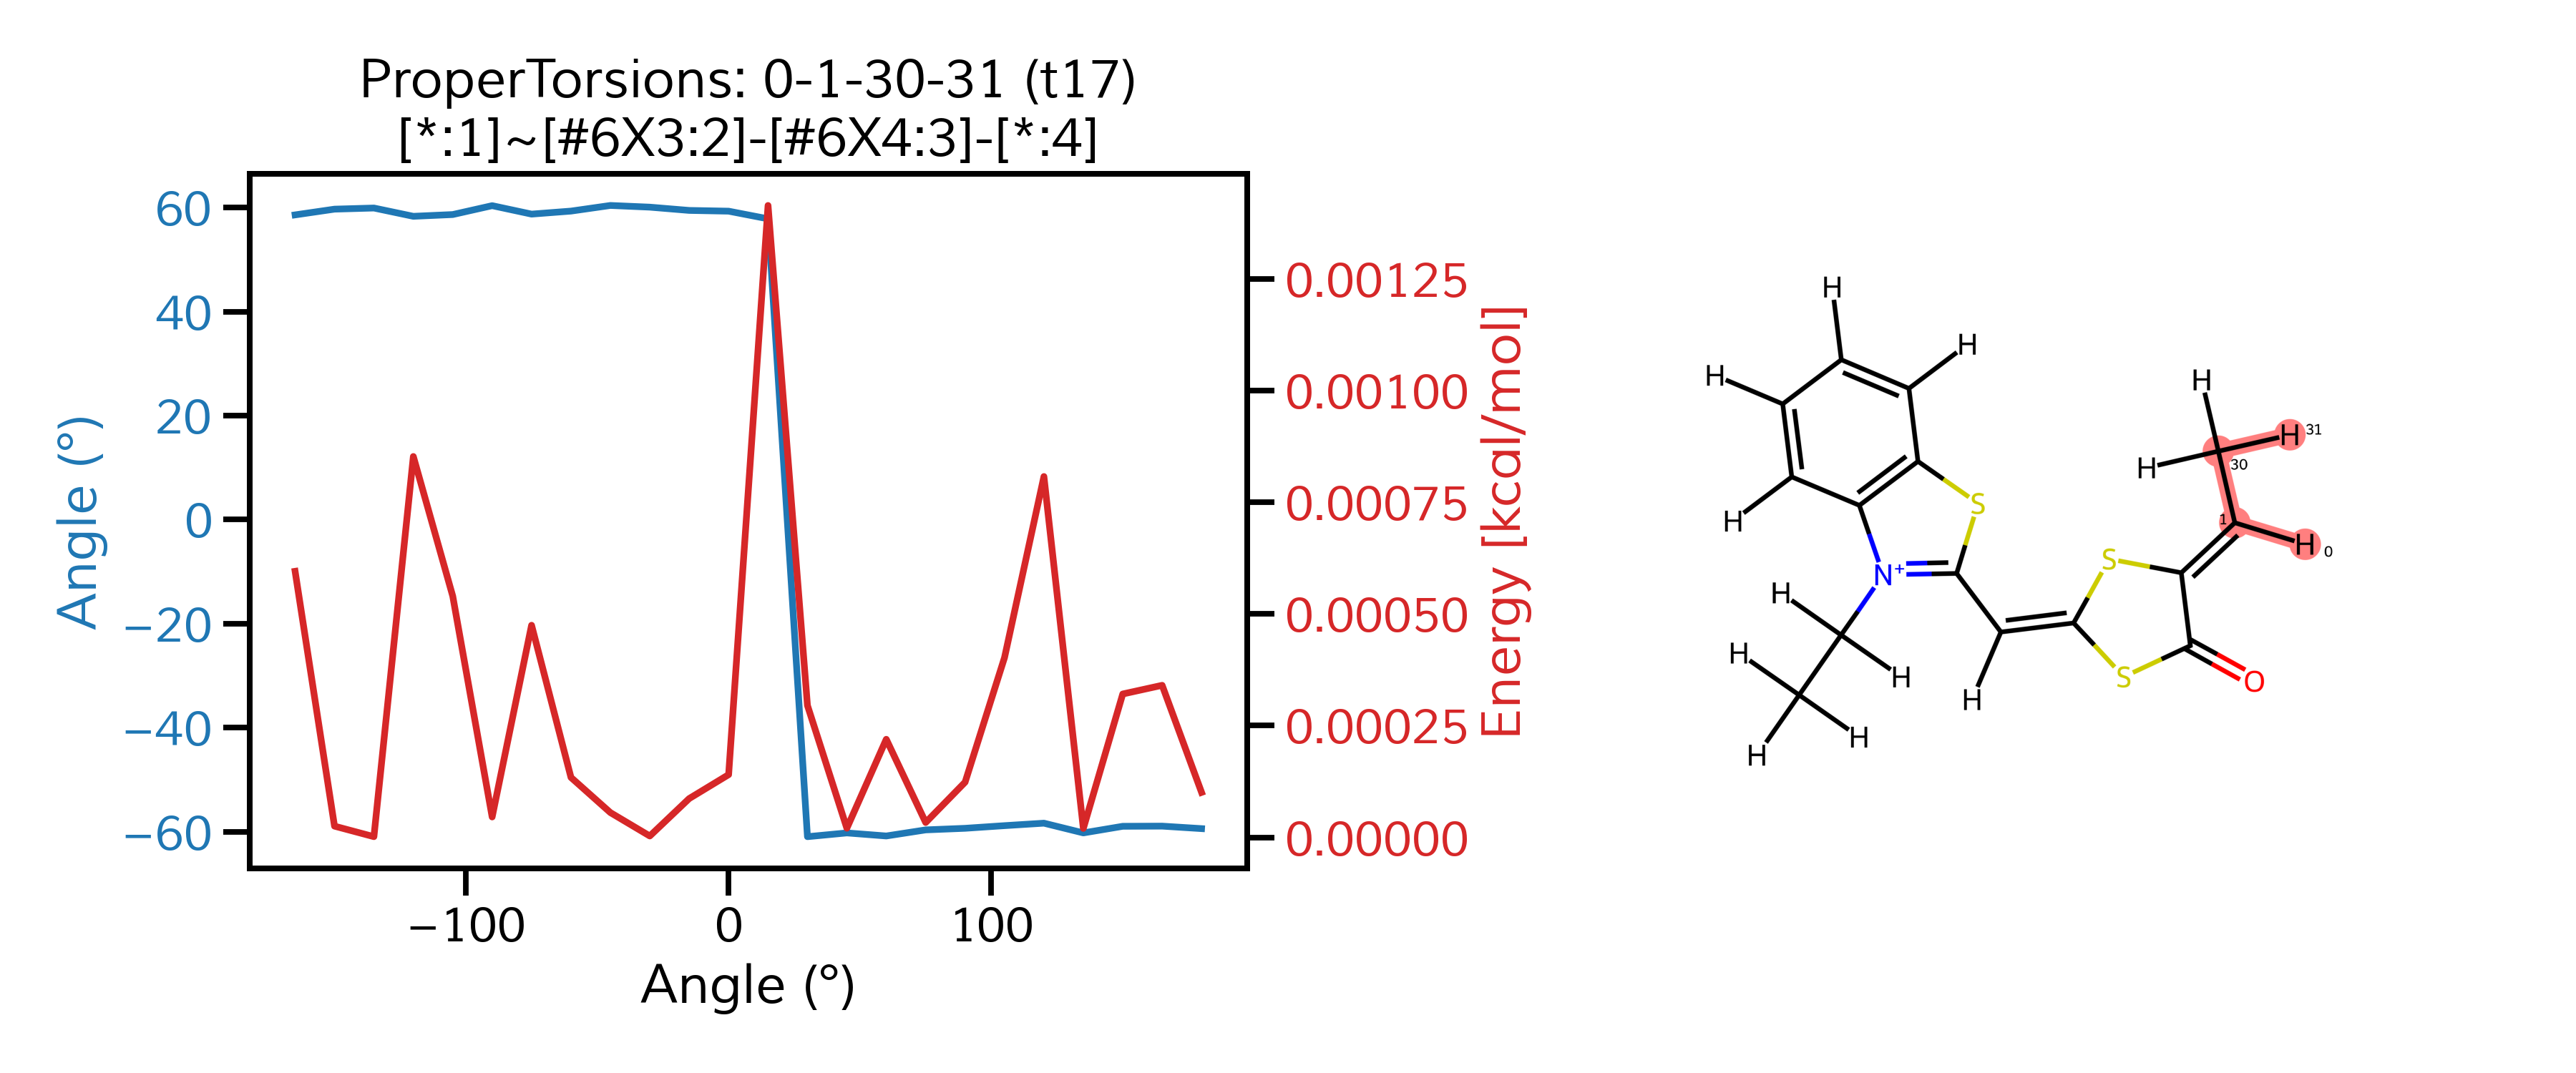 ProperTorsions: 0-1-30-31 (t17)
[*:1]~[#6X3:2]-[#6X4:3]-[*:4]
60
40
20
0
−20
−40
−60
Angle (°)
−100
0
100
Angle (°)
0.00125
0.00100
0.00075
0.00050
0.00025
0.00000
Energy [kcal/mol]
H
H
H
H
H
H 31
H
30
S
1
H 0
H
S
N+
H
H
S
O
H
H
H
H